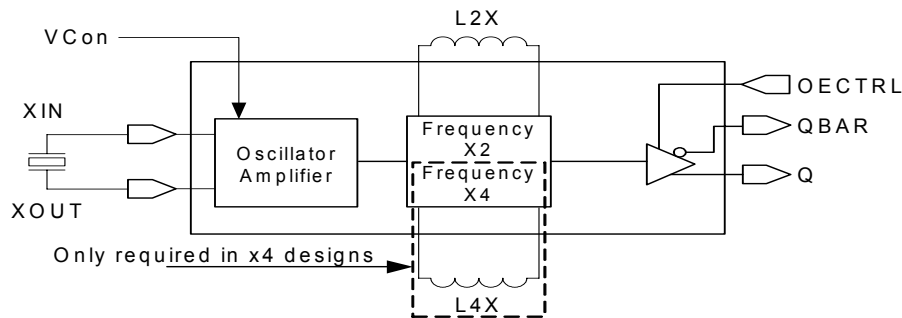 L2X
VCon
OECTRL
XIN
QBAR
Frequency
X2
Oscillator
Amplifier
Frequency
X4
Q
XOUT
Only required in x4 designs
L4X